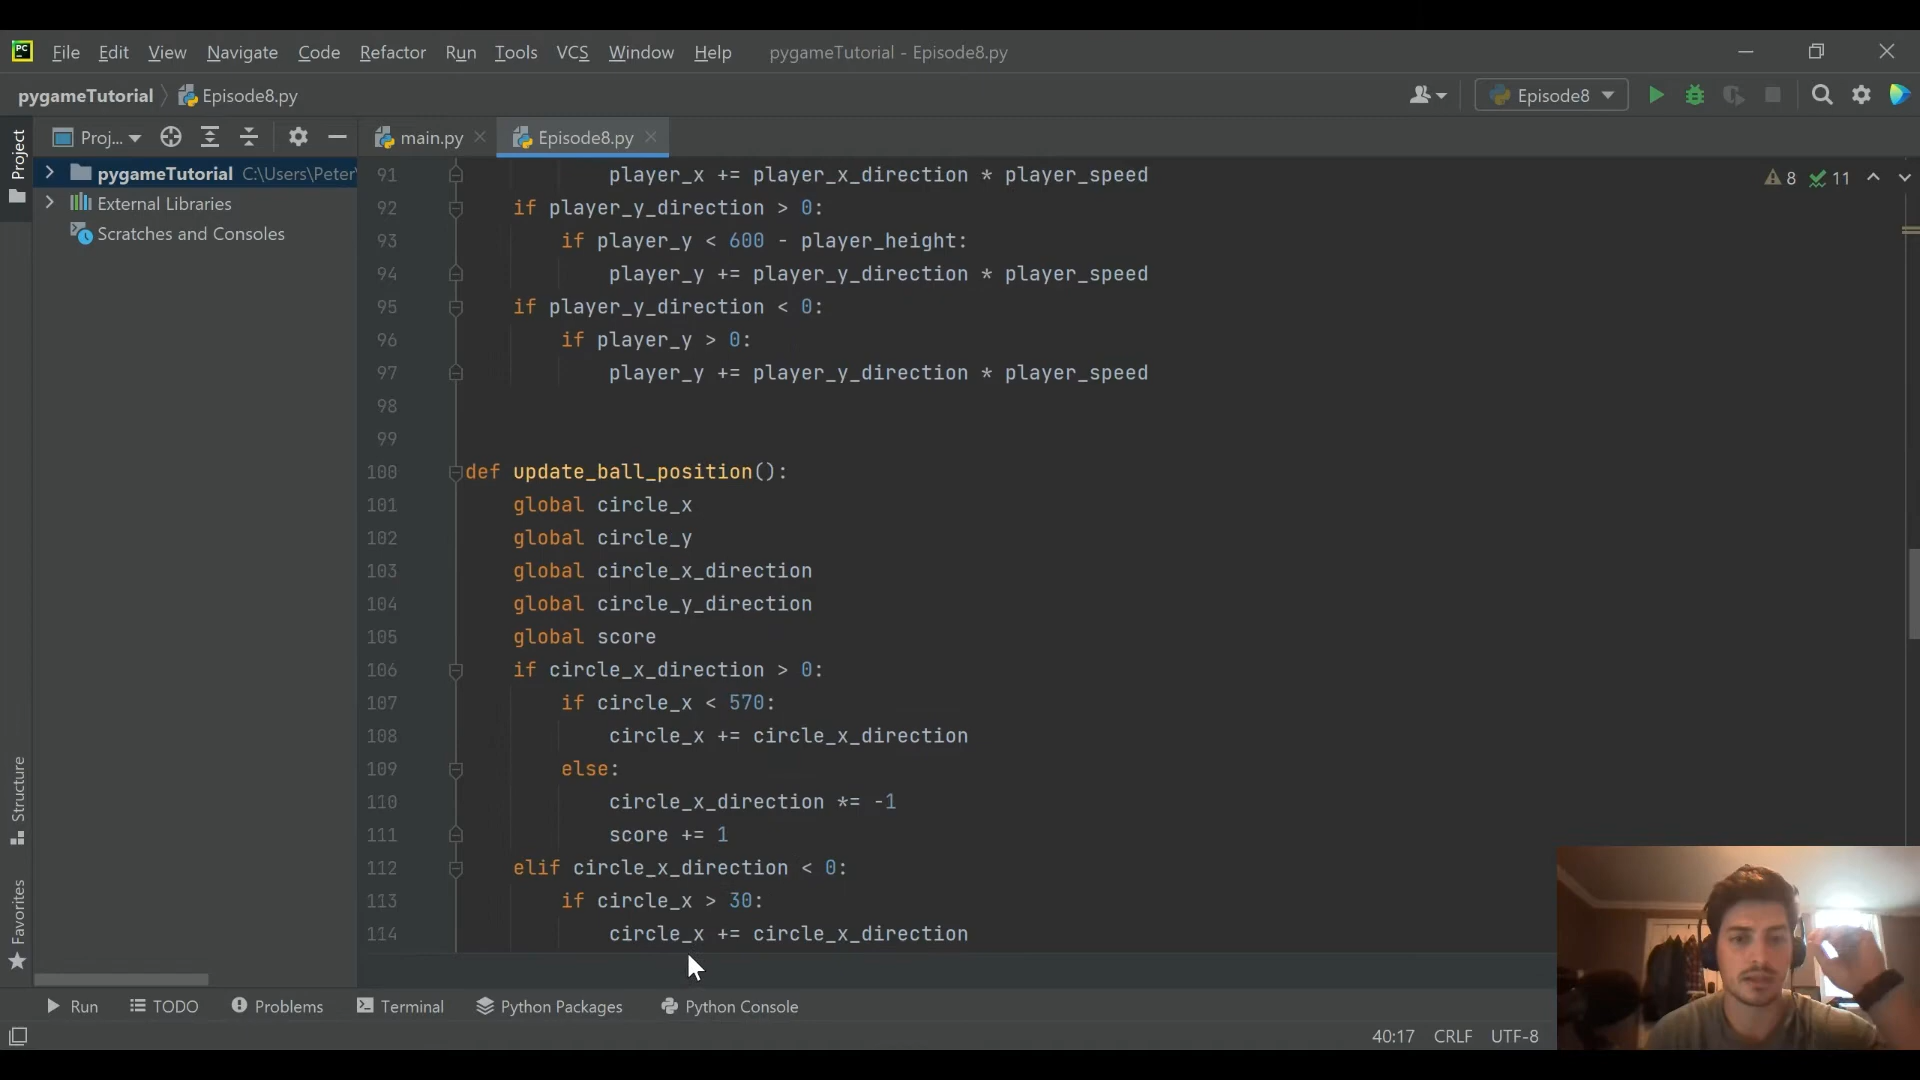 PC File Edit View Navigate Code Refactor Run Tools VCS Window Help pygameTutorial - Episode8.py
pygameTutorial Episode8.py Episode8
Proj... main.py Episode8.py
Project
pygameTutorial C:\Users\Peter\
External Libraries
Scratches and Consoles
8 11
91 player_x += player_x_direction * player_speed
92 if player_y_direction > 0:
93 if player_y < 600 - player_height:
94 player_y += player_y_direction * player_speed
95 if player_y_direction < 0:
96 if player_y > 0:
97 player_y += player_y_direction * player_speed
98
99
100 def update_ball_position():
101 global circle_x
102 global circle_y
103 global circle_x_direction
104 global circle_y_direction
105 global score
106 if circle_x_direction > 0:
107 if circle_x < 570:
108 circle_x += circle_x_direction
109 else:
110 circle_x_direction *= -1
111 score += 1
112 elif circle_x_direction < 0:
113 if circle_x > 30:
114 circle_x += circle_x_direction
Structure
Favorites
Run TODO Problems Terminal Python Packages Python Console
40:17 CRLF UTF-8